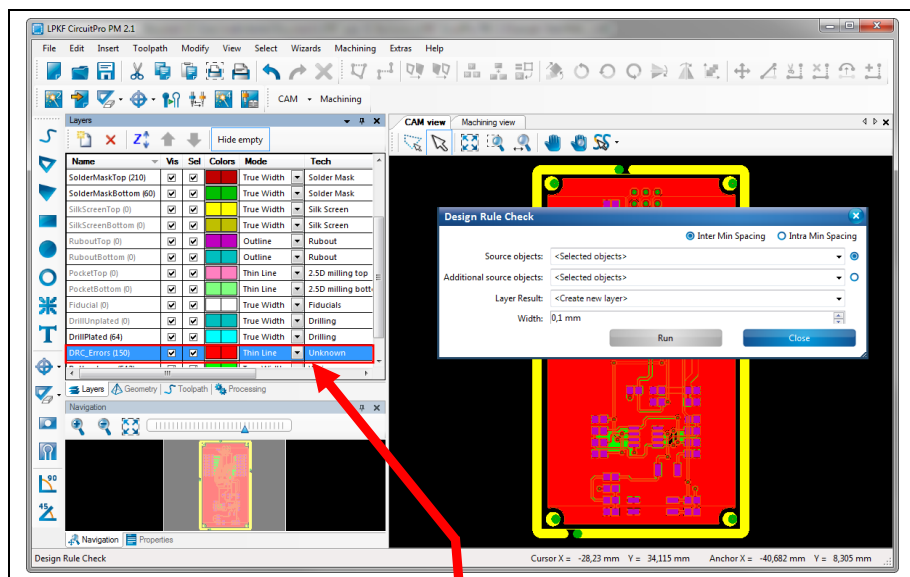 LPKF CircuitPro PM 2.1
File Edit Insert Toolpath Modify View Select Wizards Machining Extras Help
CAM Machining
Layers
CAM view Machining view
Hide empty
Name Vis Sel Colors Mode Tech
SolderMaskTop (210) True Width Solder Mask
SolderMaskBottom (60) True Width Solder Mask
SilkScreenTop (0) True Width Silk Screen
SilkScreenBottom (0) True Width Silk Screen
RuboutTop (0) Outline Rubout
RuboutBottom (0) Outline Rubout
PocketTop (0) Thin Line 2.5D milling top
PocketBottom (0) Thin Line 2.5D milling bott
Fiducial (0) True Width Fiducials
DrillUnplated (0) True Width Drilling
DrillPlated (64) True Width Drilling
DRC_Errors (150) Thin Line Unknown
Layers Geometry Toolpath Processing
Navigation
Navigation Properties
Design Rule Check
Inter Min Spacing Intra Min Spacing
Source objects: <Selected objects>
Additional source objects: <Selected objects>
Layer Result: <Create new layer>
Width: 0,1 mm
Run Close
T
90
45
Design Rule Check Cursor X = -28,23 mm Y = 34,115 mm Anchor X = -40,682 mm Y = 8,305 mm